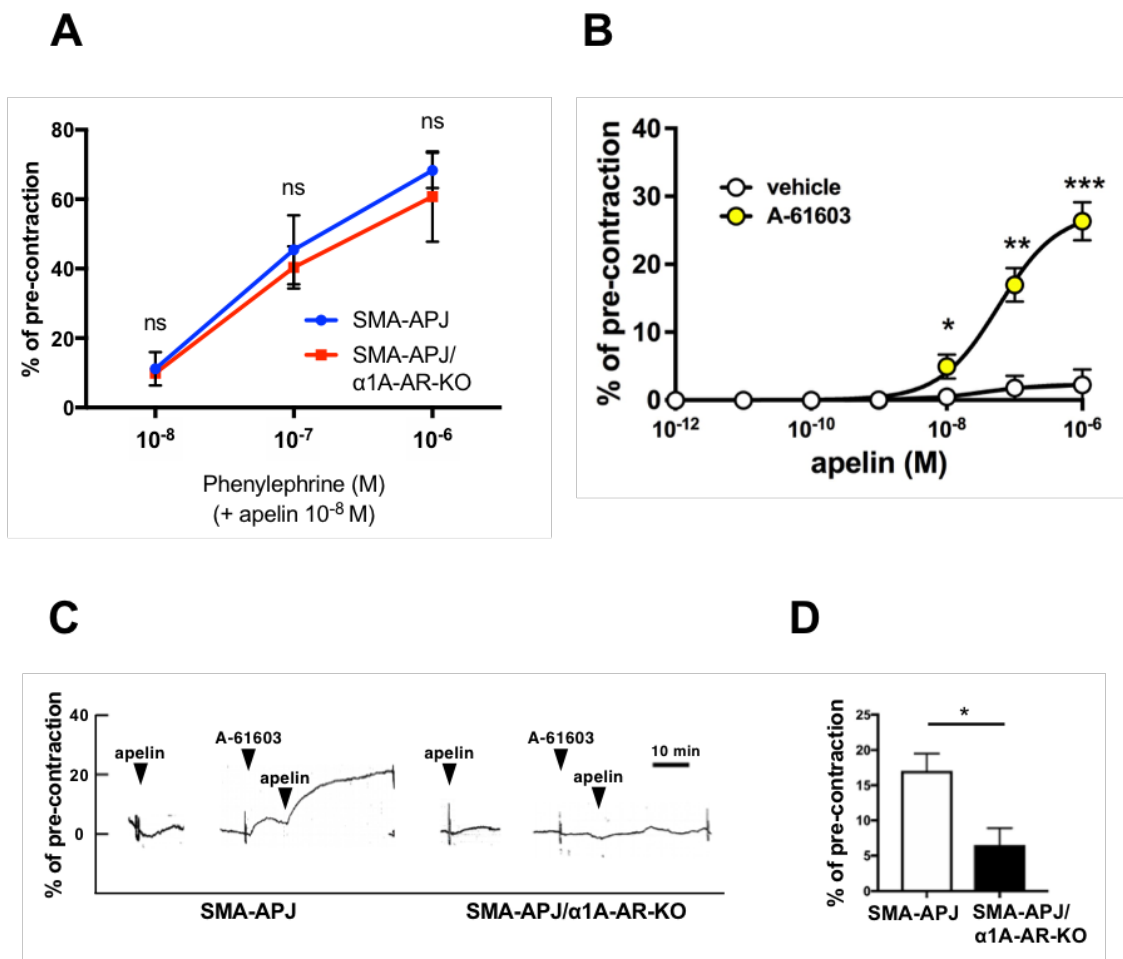 A
B
80
60
40
20
0
% of pre-contraction
ns
ns
ns
SMA-APJ
SMA-APJ/
α1A-AR-KO
10-8
10-7
10-6
Phenylephrine (M)
(+ apelin 10-8 M)
40
30
20
10
0
% of pre-contraction
vehicle
A-61603
*
**
***
10-12
10-10
10-8
10-6
apelin (M)
C
D
40
20
0
% of pre-contraction
apelin
A-61603
apelin
apelin
A-61603
apelin
10 min
SMA-APJ
SMA-APJ/α1A-AR-KO
25
20
15
10
5
0
% of pre-contraction
*
SMA-APJ
SMA-APJ/
α1A-AR-KO